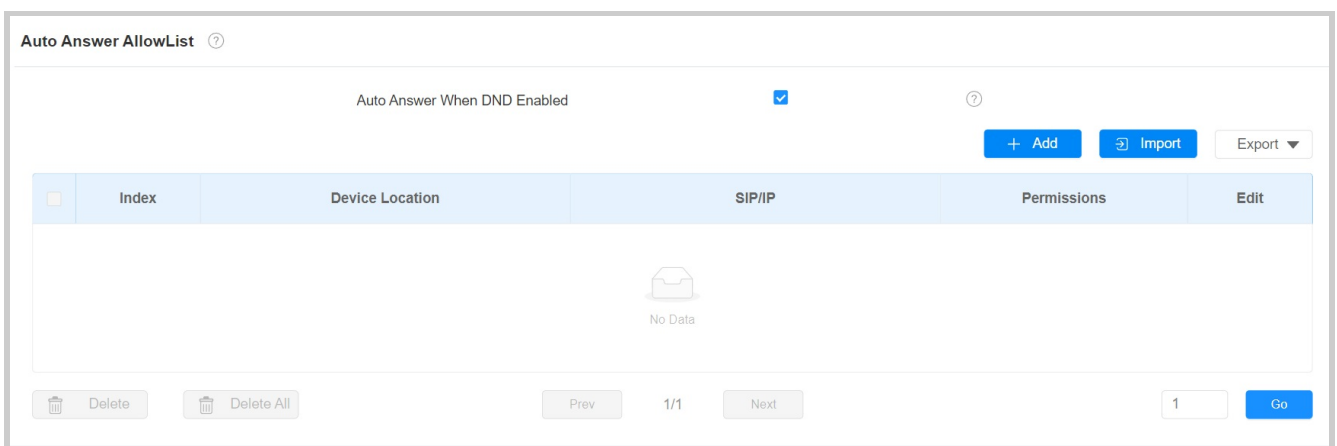 Auto Answer AllowList ?
Auto Answer When DND Enabled ?
+ Add Import Export
Index Device Location SIP/IP Permissions Edit
No Data
Delete Delete All Prev 1/1 Next 1 Go